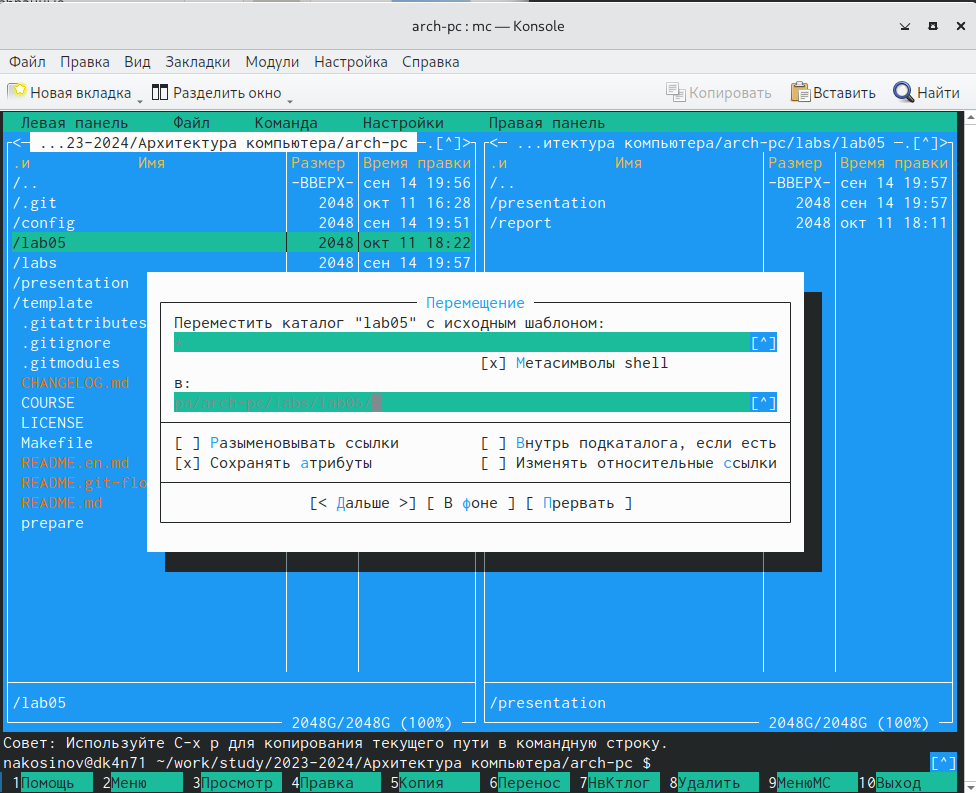 arch-pc : mc — Konsole
Файл Правка Вид Закладки Модули Настройка Справка
Новая вкладка Разделить окно Копировать Вставить Найти
Левая панель Файл Команда Настройки Правая панель
<— ...23-2024/Архитектура компьютера/arch-pc —.[^]> <— ...итектура компьютера/arch-pc/labs/lab05 —.[^]>
.и Имя Размер Время правки .и Имя Размер Время правки
/.. -ВВЕРХ- сен 14 19:56 /.. -ВВЕРХ- сен 14 19:57
/.git 2048 окт 11 16:28 /presentation 2048 сен 14 19:57
/config 2048 сен 14 19:51 /report 2048 окт 11 18:11
/lab05 2048 окт 11 18:22
/labs 2048 сен 14 19:57
/presentation
/template Перемещение
.gitattributes Переместить каталог "lab05" с исходным шаблоном:
.gitignore [^]
.gitmodules [x] Метасимволы shell
CHANGELOG.md в:
COURSE ра/arch-pc/labs/lab05/ [^]
LICENSE
Makefile [ ] Разыменовывать ссылки [ ] Внутрь подкаталога, если есть
README.en.md [x] Сохранять атрибуты [ ] Изменять относительные ссылки
README.git-flo
README.md [< Дальше >] [ В фоне ] [ Прервать ]
prepare
/lab05 /presentation
2048G/2048G (100%) 2048G/2048G (100%)
Совет: Используйте C-x p для копирования текущего пути в командную строку.
nakosinov@dk4n71 ~/work/study/2023-2024/Архитектура компьютера/arch-pc $ [^]
1Помощь 2Меню 3Просмотр 4Правка 5Копия 6Перенос 7НвКтлог 8Удалить 9МенюМС 10Выход